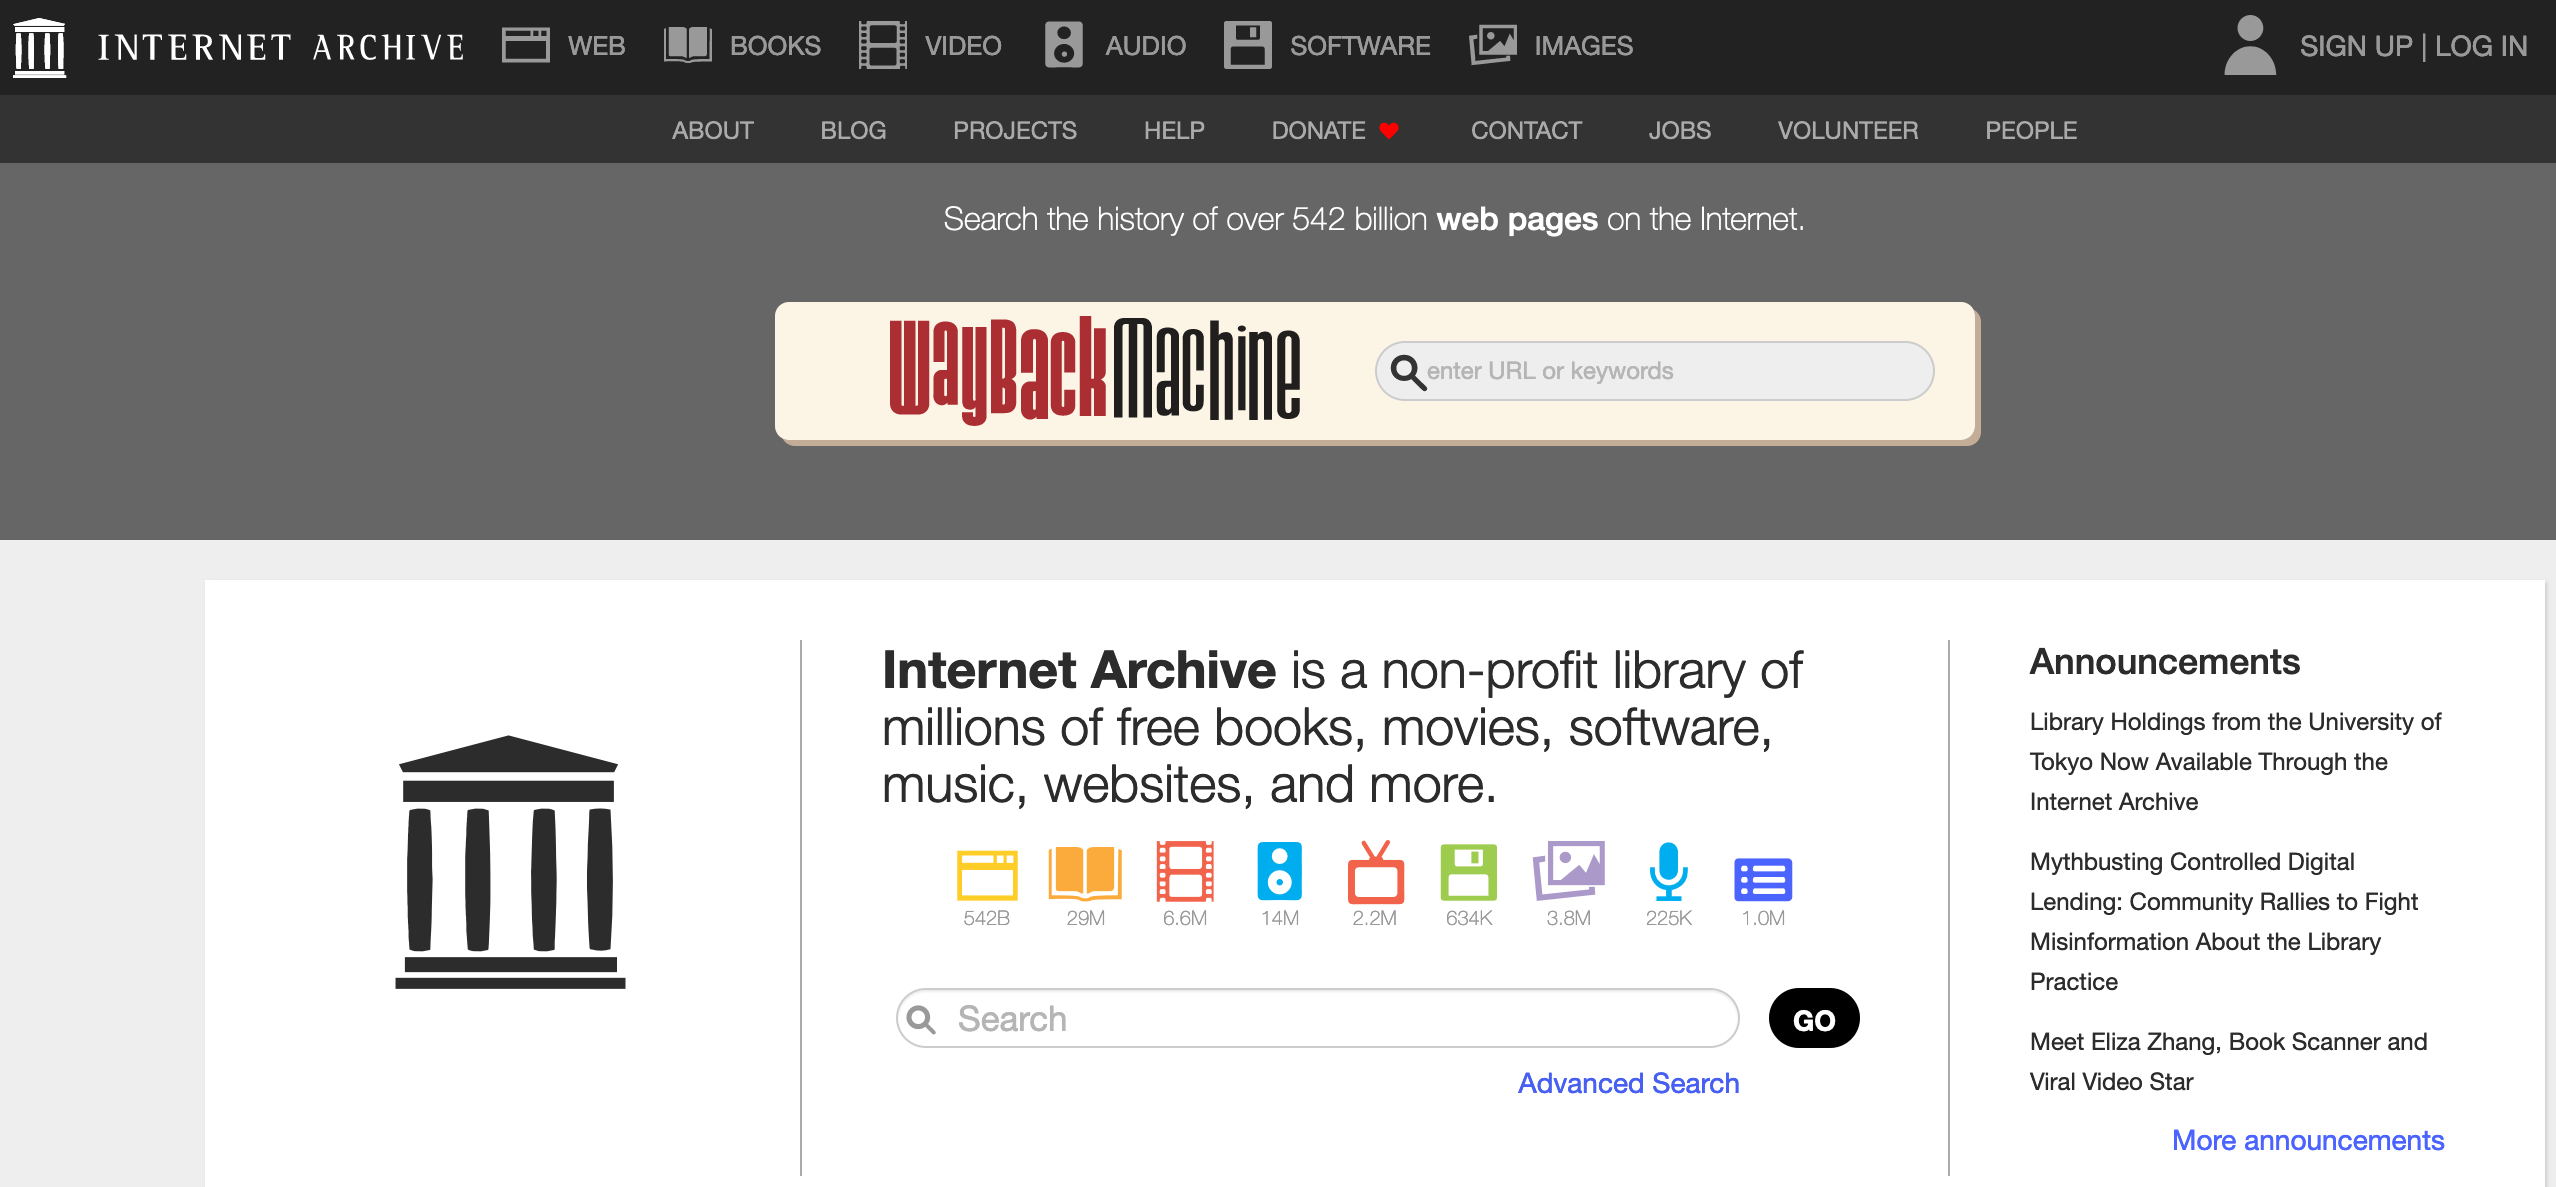 INTERNET ARCHIVE WEB BOOKS VIDEO AUDIO SOFTWARE IMAGES SIGN UP | LOG IN
ABOUT BLOG PROJECTS HELP DONATE CONTACT JOBS VOLUNTEER PEOPLE
Search the history of over 542 billion web pages on the Internet.
WayBackMachine
enter URL or keywords
Internet Archive is a non-profit library of
millions of free books, movies, software,
music, websites, and more.
542B 29M 6.6M 14M 2.2M 634K 3.8M 225K 1.0M
Search
GO
Advanced Search
Announcements
Library Holdings from the University of
Tokyo Now Available Through the
Internet Archive
Mythbusting Controlled Digital
Lending: Community Rallies to Fight
Misinformation About the Library
Practice
Meet Eliza Zhang, Book Scanner and
Viral Video Star
More announcements